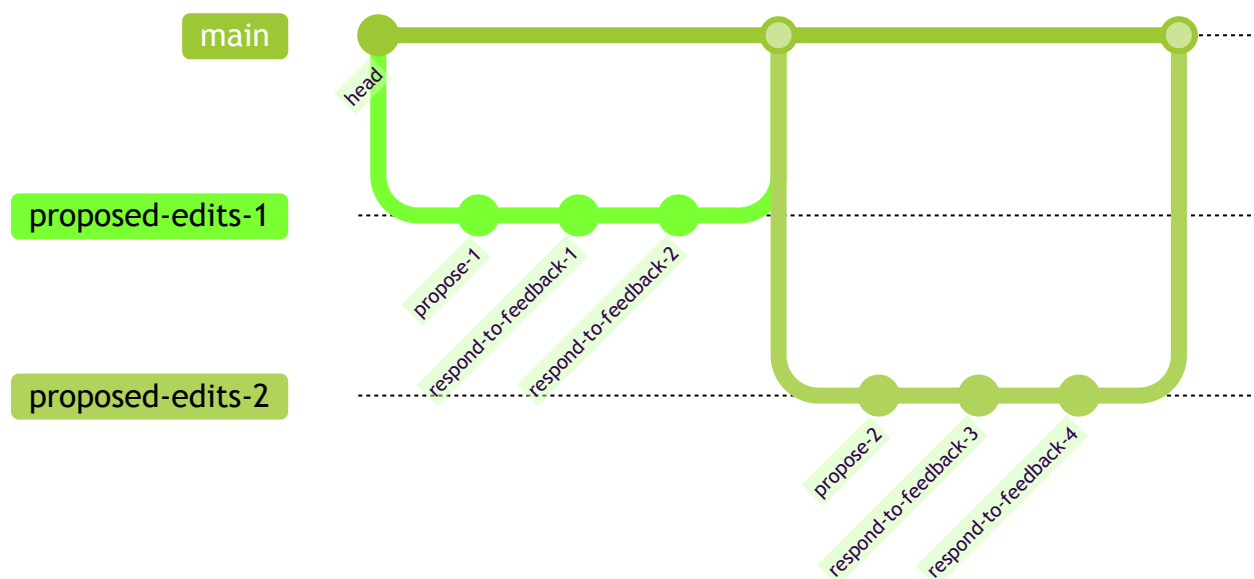 main
head
proposed-edits-1
propose-1
respond-to-feedback-1
respond-to-feedback-2
proposed-edits-2
propose-2
respond-to-feedback-3
respond-to-feedback-4